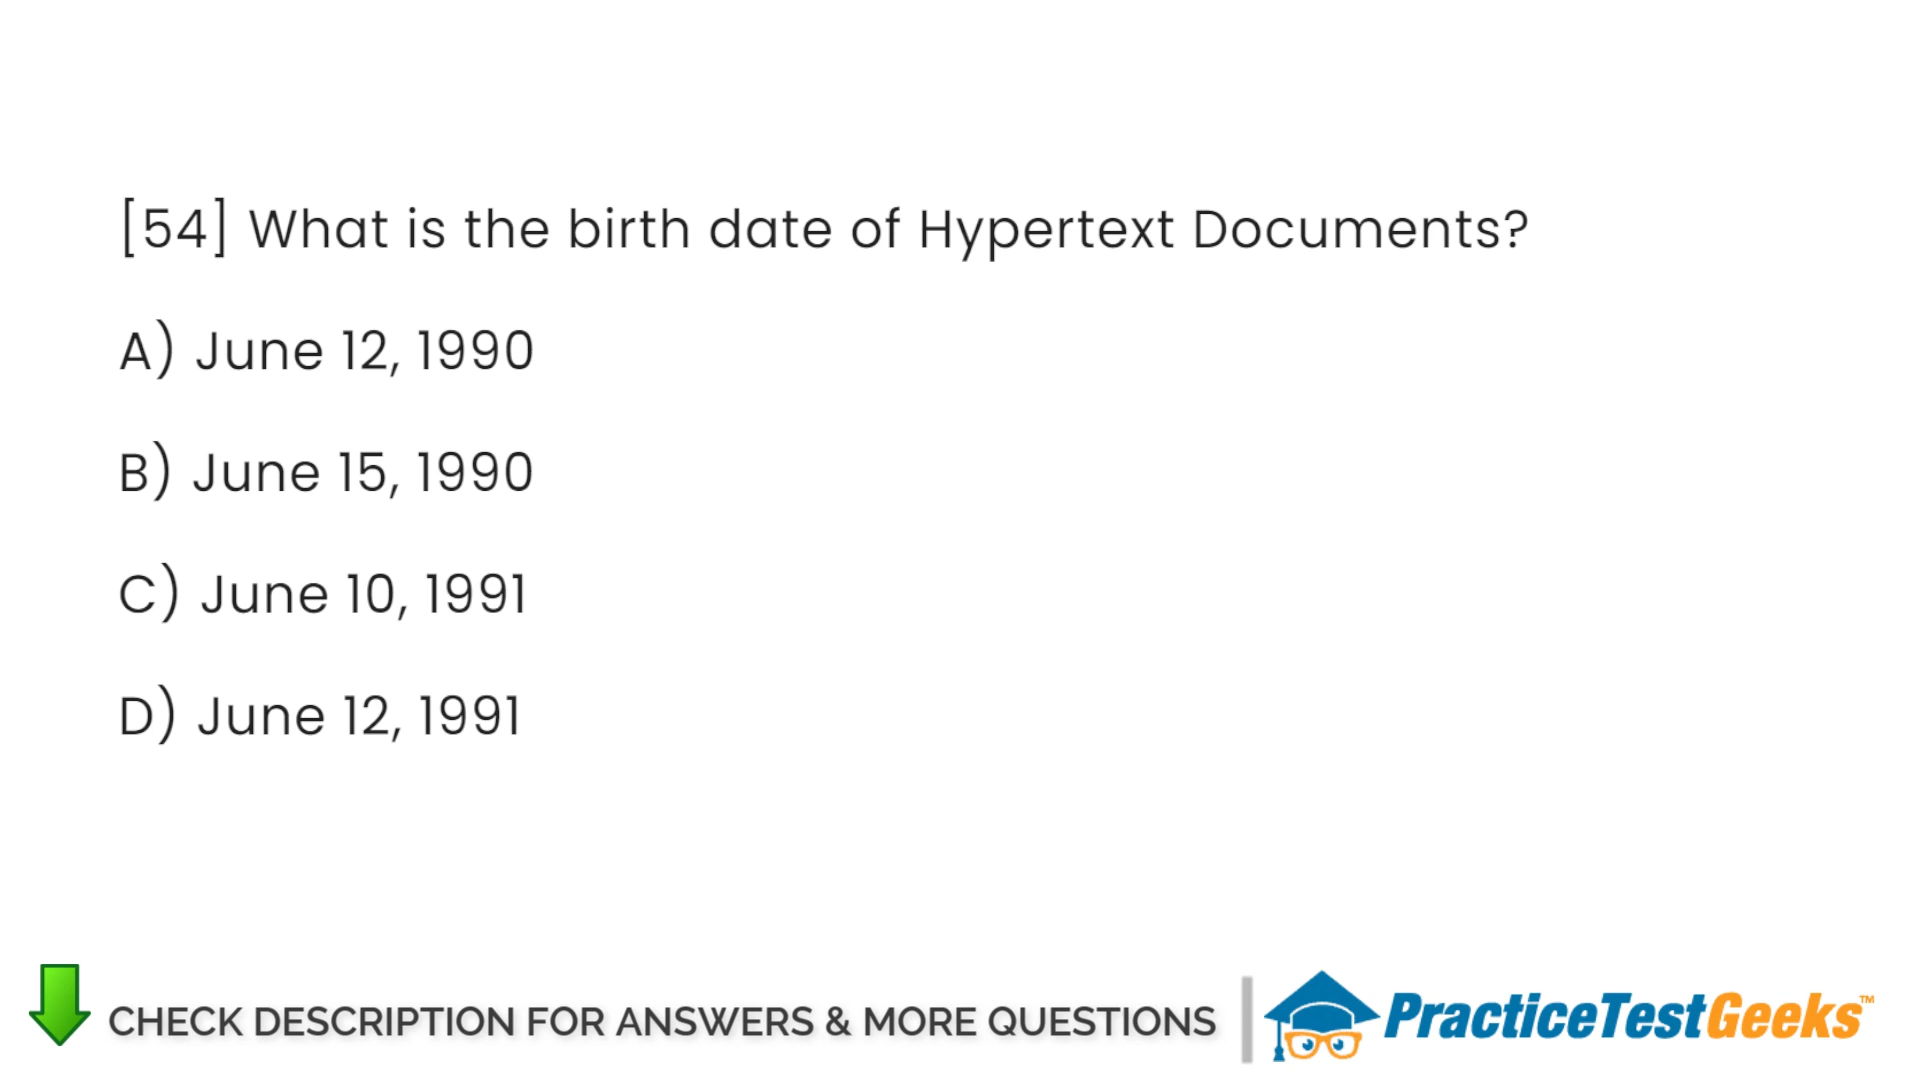 [54] What is the birth date of Hypertext Documents?
A) June 12, 1990
B) June 15, 1990
C) June 10, 1991
D) June 12, 1991
CHECK DESCRIPTION FOR ANSWERS & MORE QUESTIONS
PracticeTestGeeks™